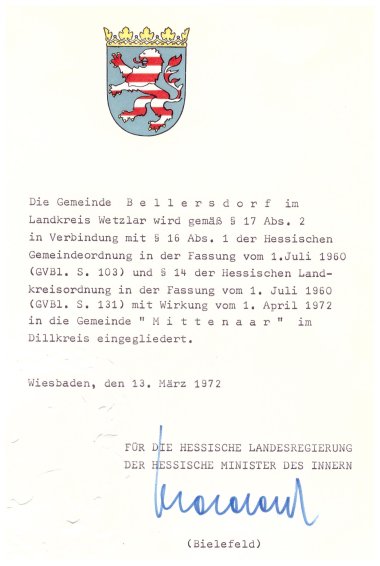 Die Gemeinde B e l l e r s d o r f im
Landkreis Wetzlar wird gemäß § 17 Abs. 2
in Verbindung mit § 16 Abs. 1 der Hessischen
Gemeindeordnung in der Fassung vom 1.Juli 1960
(GVBl. S. 103) und § 14 der Hessischen Land-
kreisordnung in der Fassung vom 1. Juli 1960
(GVBl. S. 131) mit Wirkung vom 1. April 1972
in die Gemeinde " M i t t e n a a r " im
Dillkreis eingegliedert.
Wiesbaden, den 13. März 1972
FÜR DIE HESSISCHE LANDESREGIERUNG
DER HESSISCHE MINISTER DES INNERN
(Bielefeld)